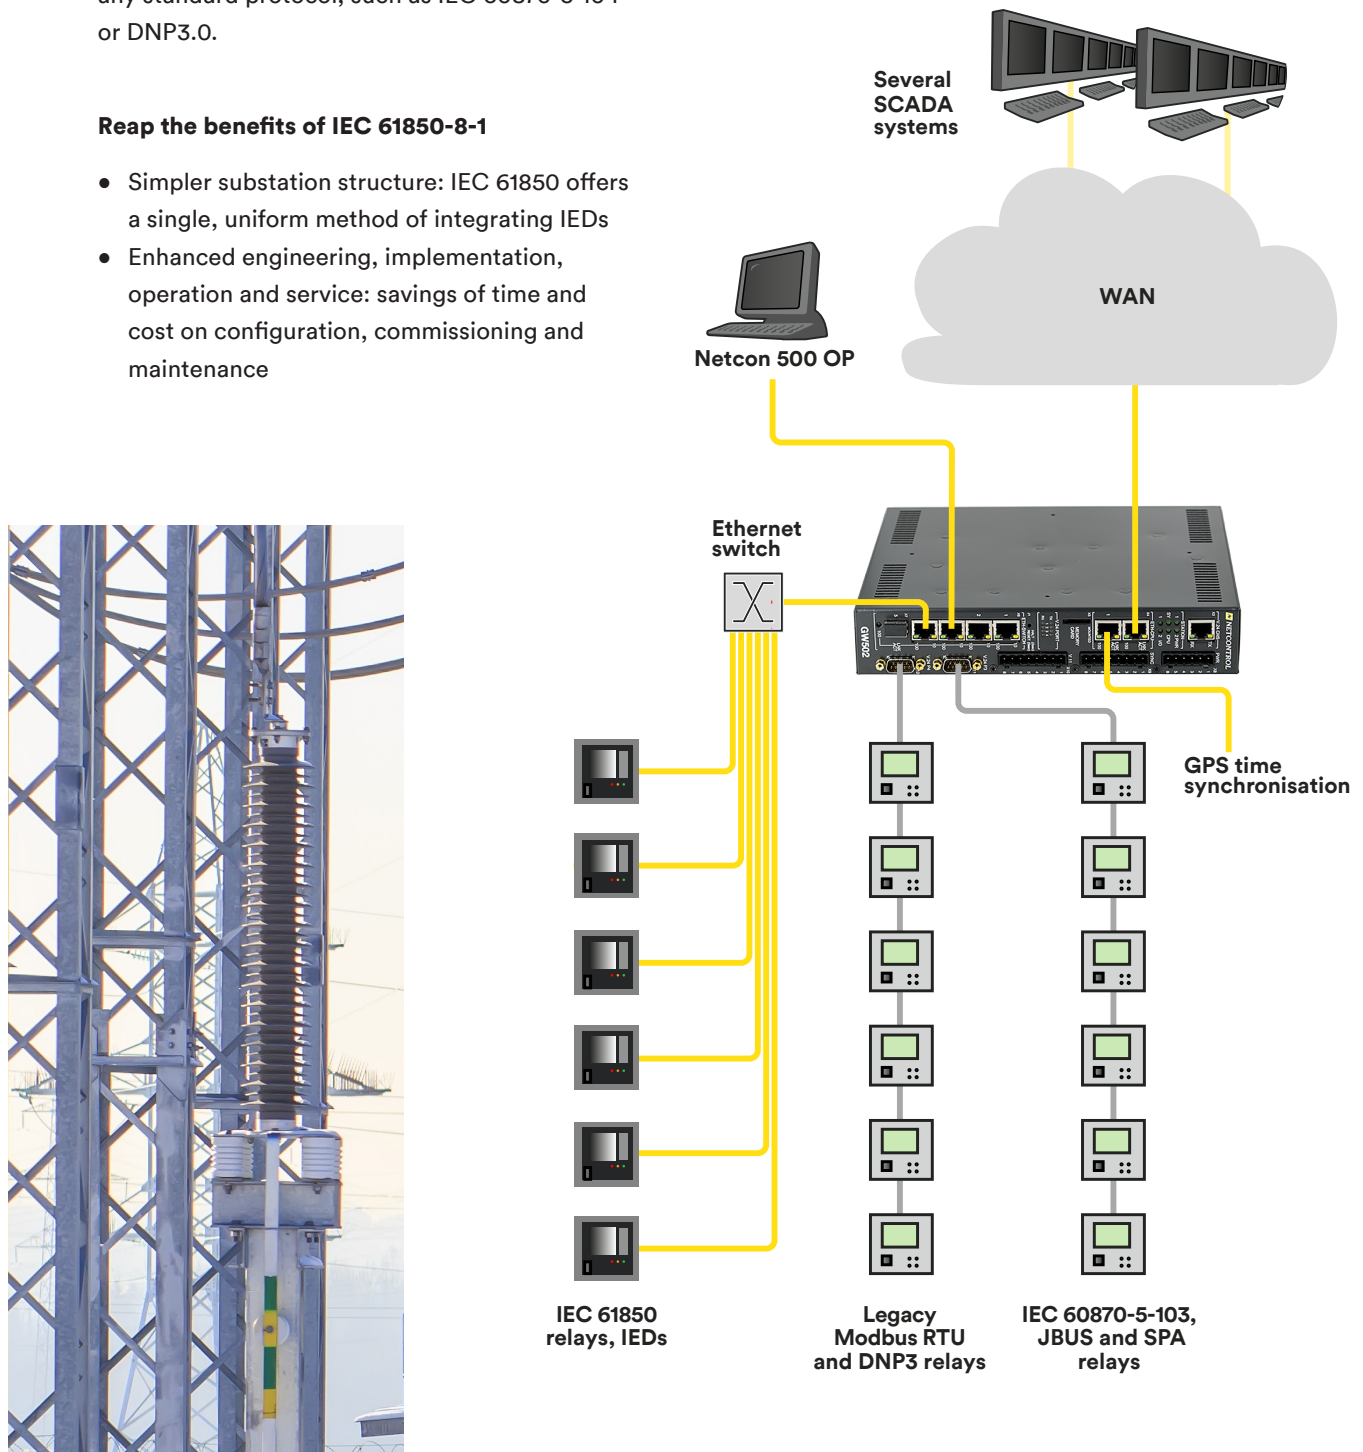 or DNP3.0.
Reap the benefits of IEC 61850-8-1
• Simpler substation structure: IEC 61850 offers
a single, uniform method of integrating IEDs
• Enhanced engineering, implementation,
operation and service: savings of time and
cost on configuration, commissioning and
maintenance
Several
SCADA
systems
WAN
Netcon 500 OP
Ethernet
switch
GW502
NETCONTROL
GPS time
synchronisation
IEC 61850
relays, IEDs
Legacy
Modbus RTU
and DNP3 relays
IEC 60870-5-103,
JBUS and SPA
relays